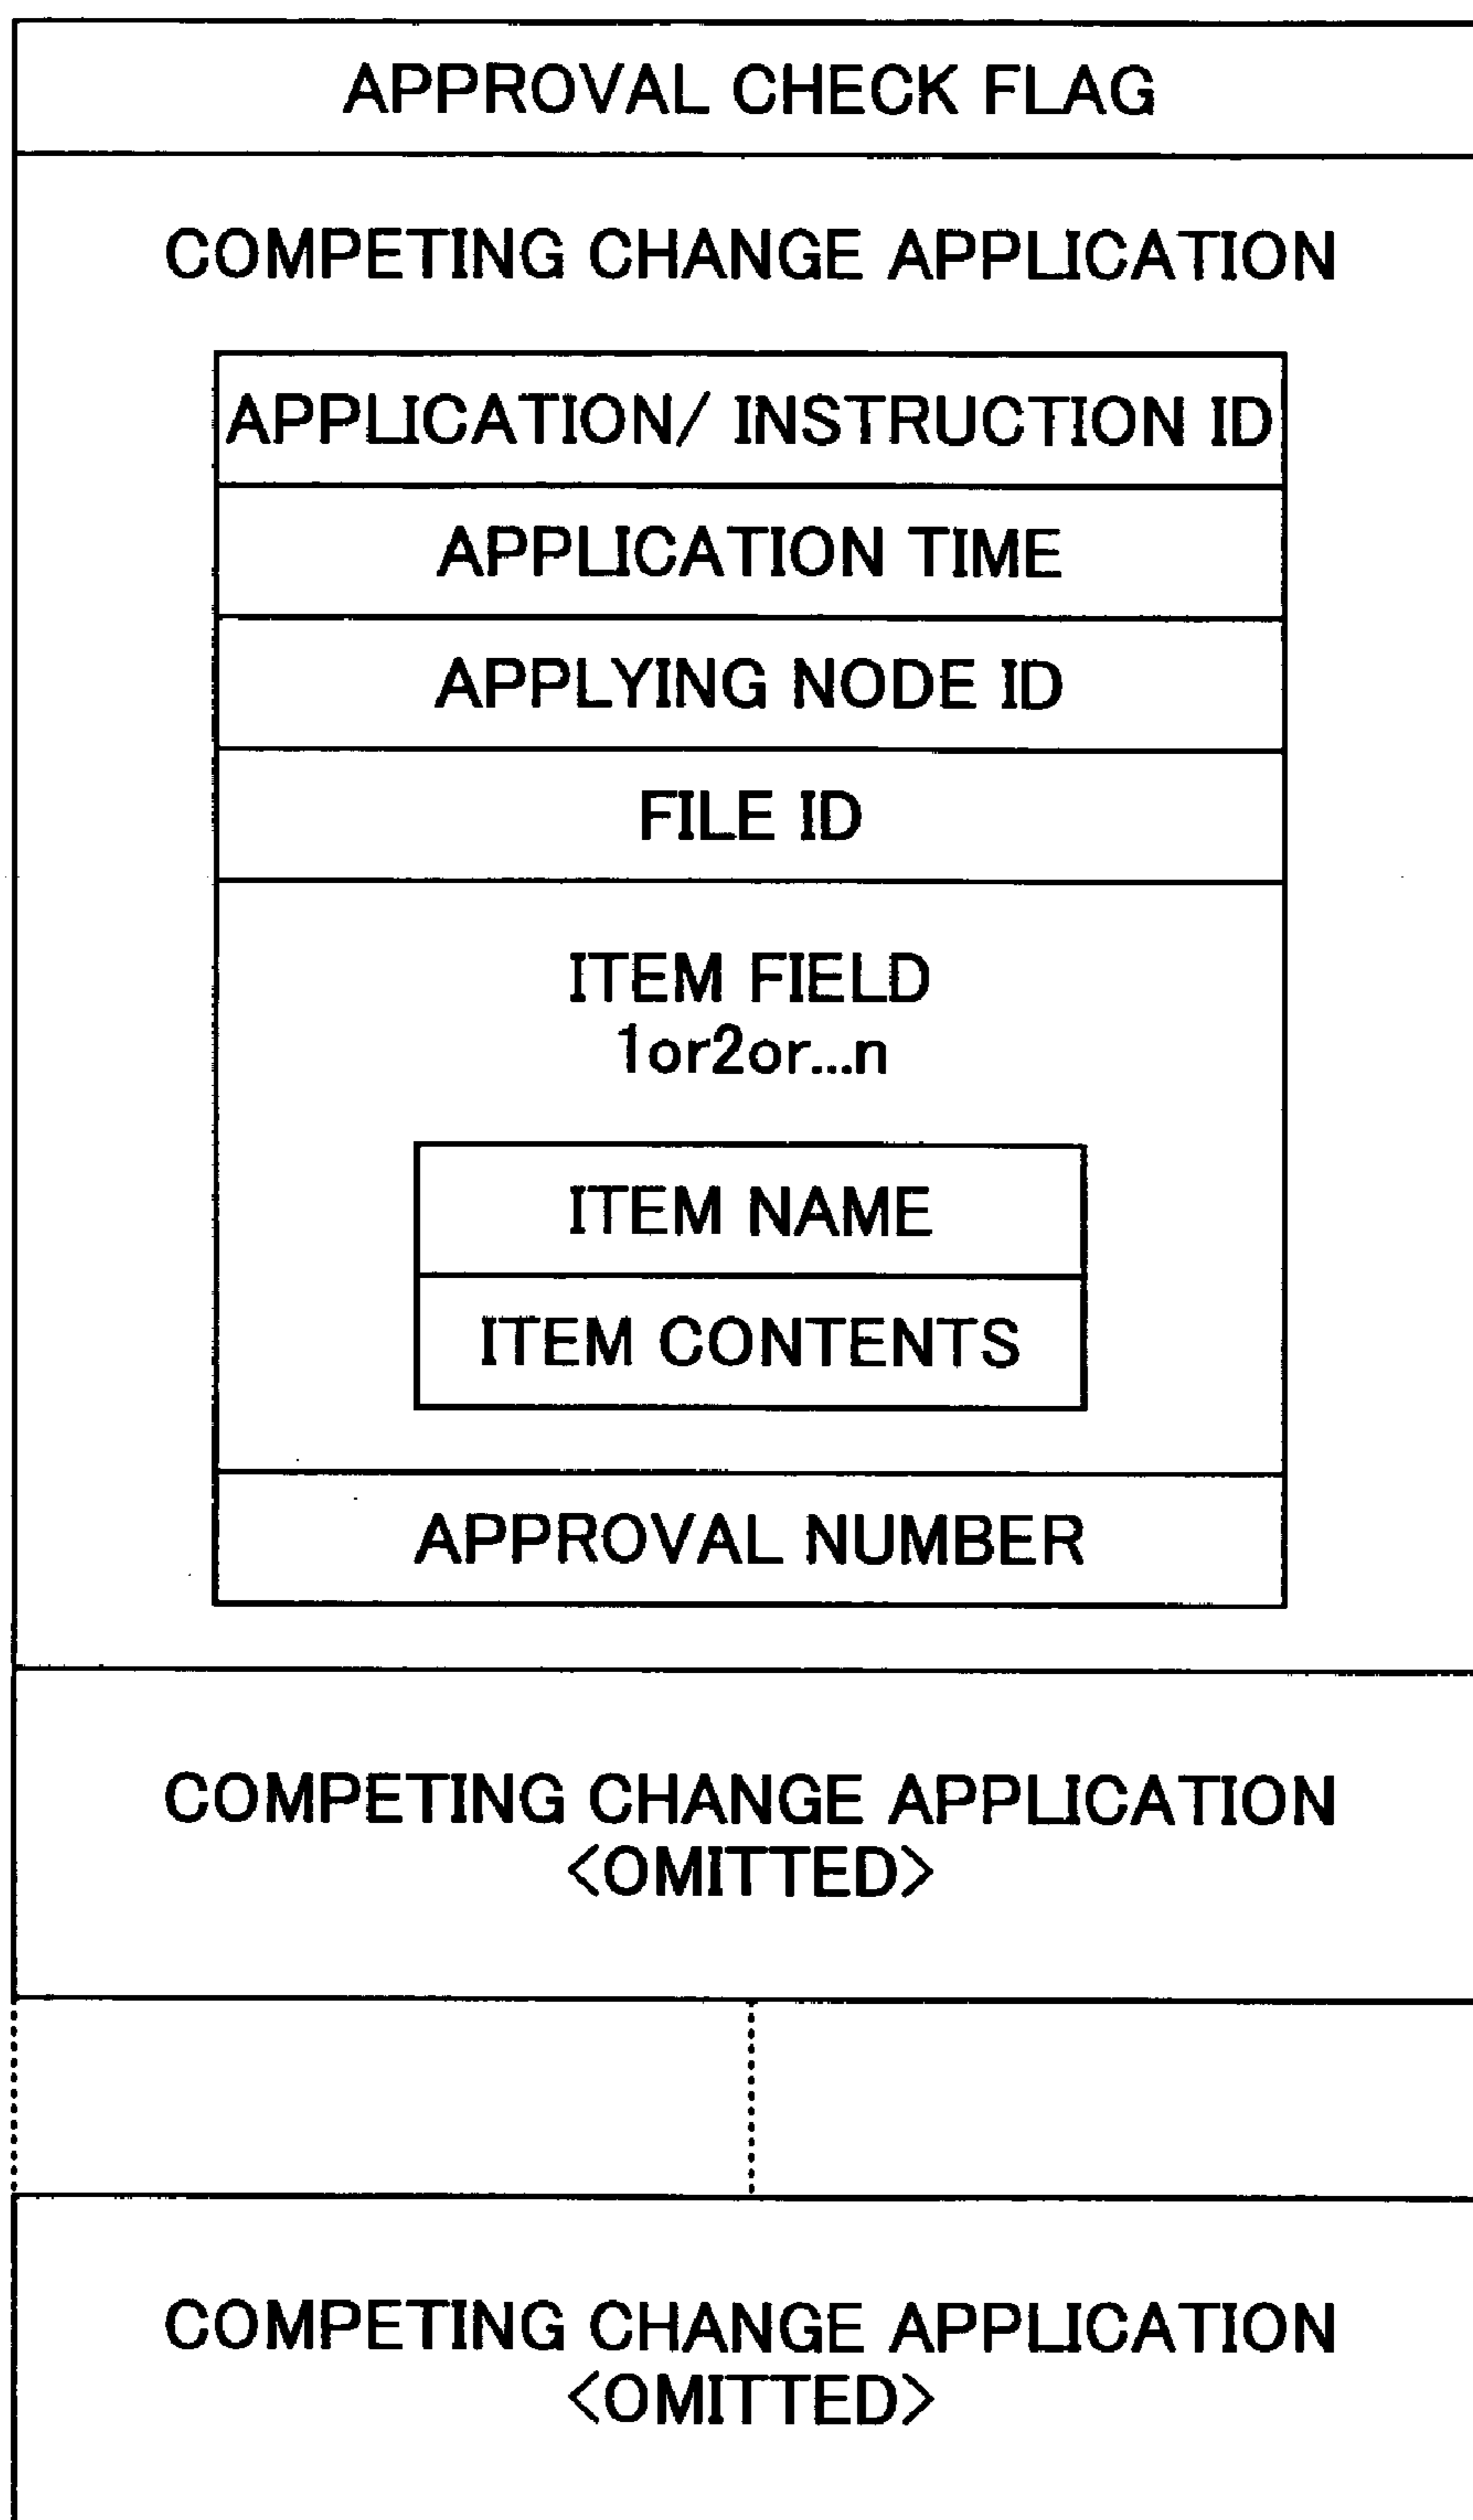 APPROVAL CHECK FLAG
COMPETING CHANGE APPLICATION
APPLICATION/ INSTRUCTION ID
APPLICATION TIME
APPLYING NODE ID
FILE ID
ITEM FIELD
1or2or...n
ITEM NAME
ITEM CONTENTS
APPROVAL NUMBER
COMPETING CHANGE APPLICATION
<OMITTED>
COMPETING CHANGE APPLICATION
<OMITTED>